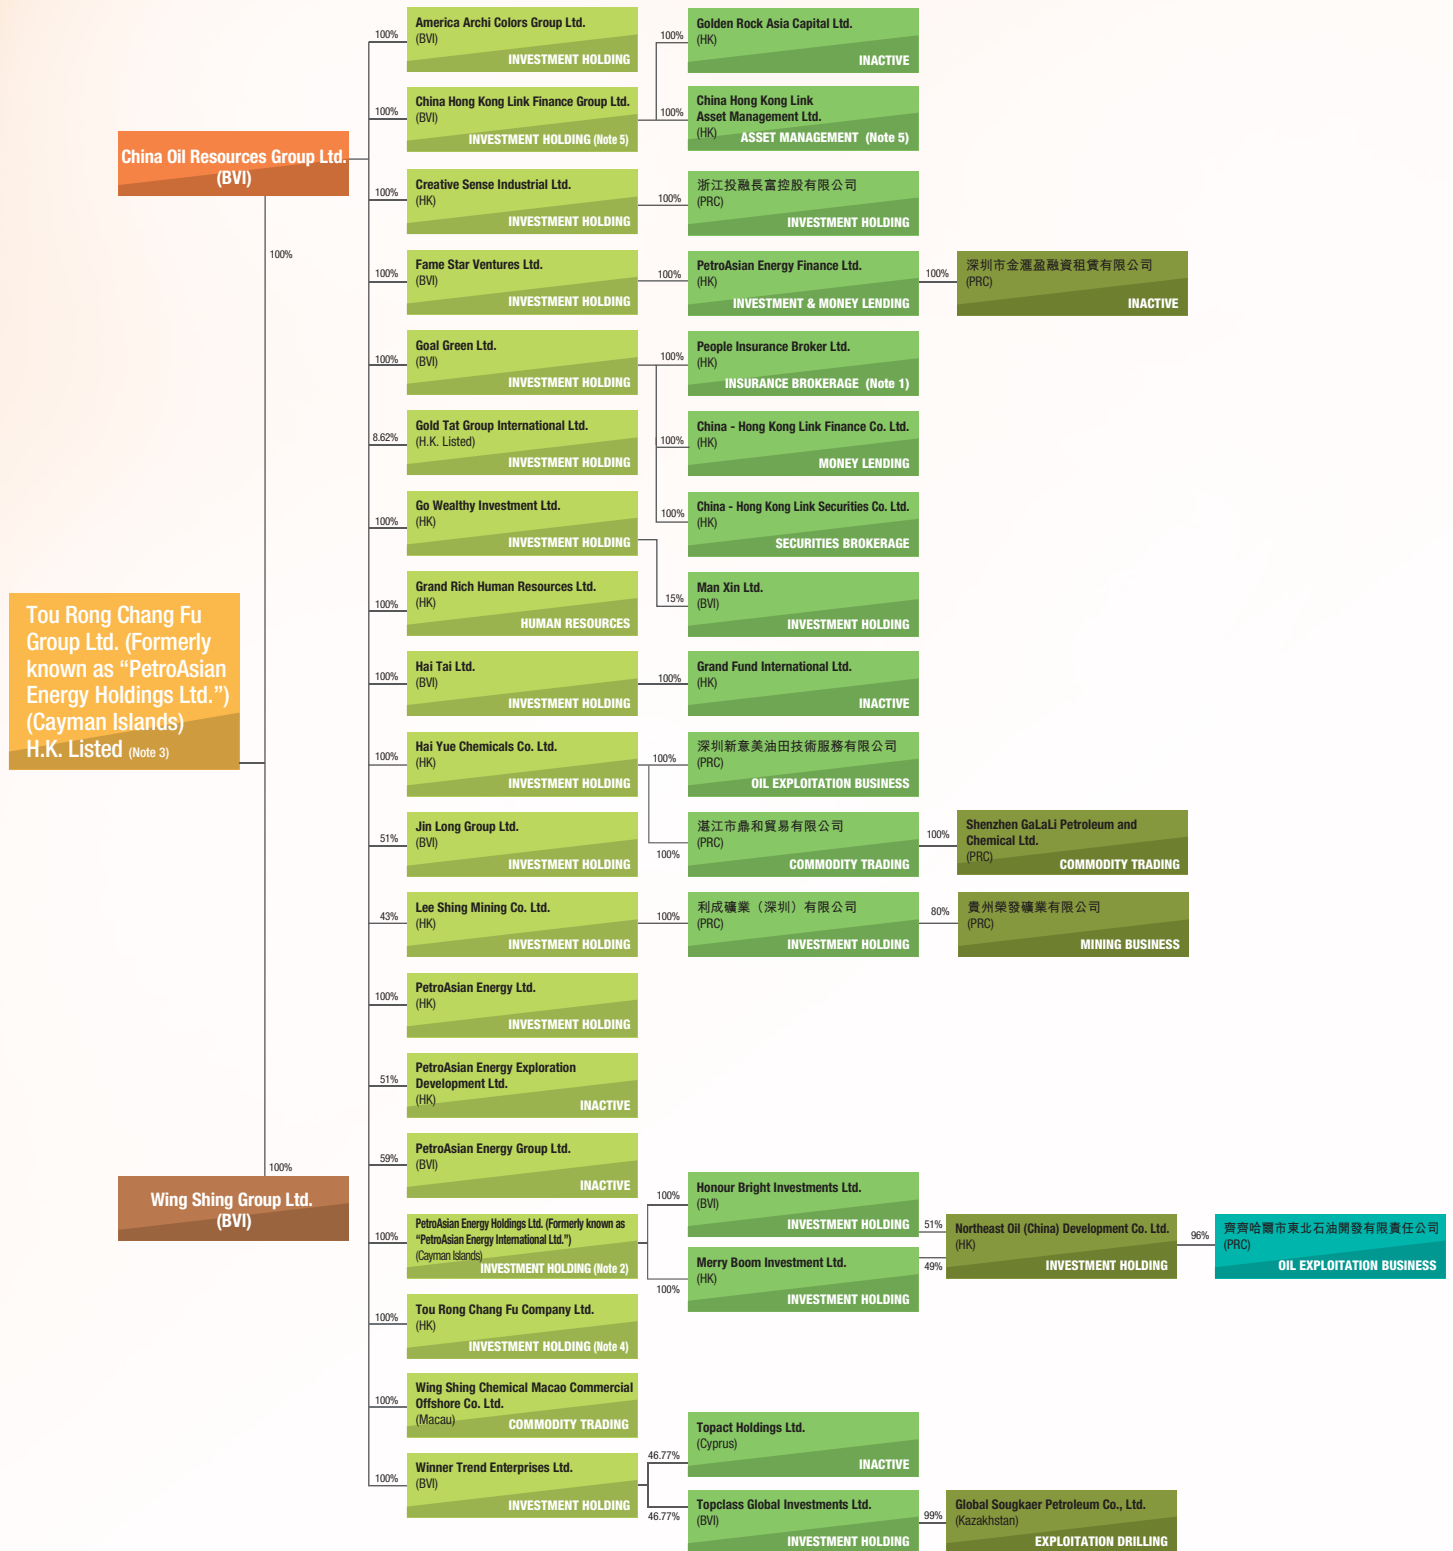 Tou Rong Chang Fu
Group Ltd. (Formerly
known as “PetroAsian
Energy Holdings Ltd.”)
(Cayman Islands)
H.K. Listed (Note 3)
100%
China Oil Resources Group Ltd.
(BVI)
100%
Wing Shing Group Ltd.
(BVI)
100%
America Archi Colors Group Ltd.
(BVI)
INVESTMENT HOLDING
100%
China Hong Kong Link Finance Group Ltd.
(BVI)
INVESTMENT HOLDING (Note 5)
100%
Golden Rock Asia Capital Ltd.
(HK)
INACTIVE
100%
China Hong Kong Link
Asset Management Ltd.
(HK)
ASSET MANAGEMENT (Note 5)
100%
Creative Sense Industrial Ltd.
(HK)
INVESTMENT HOLDING
100%
浙江投融長富控股有限公司
(PRC)
INVESTMENT HOLDING
100%
Fame Star Ventures Ltd.
(BVI)
INVESTMENT HOLDING
100%
PetroAsian Energy Finance Ltd.
(HK)
INVESTMENT & MONEY LENDING
100%
深圳市金滙盈融資租賃有限公司
(PRC)
INACTIVE
100%
Goal Green Ltd.
(BVI)
INVESTMENT HOLDING
100%
People Insurance Broker Ltd.
(HK)
INSURANCE BROKERAGE (Note 1)
8.62%
Gold Tat Group International Ltd.
(H.K. Listed)
INVESTMENT HOLDING
100%
China - Hong Kong Link Finance Co. Ltd.
(HK)
MONEY LENDING
100%
Go Wealthy Investment Ltd.
(HK)
INVESTMENT HOLDING
100%
China - Hong Kong Link Securities Co. Ltd.
(HK)
SECURITIES BROKERAGE
100%
Grand Rich Human Resources Ltd.
(HK)
HUMAN RESOURCES
15%
Man Xin Ltd.
(BVI)
INVESTMENT HOLDING
100%
Hai Tai Ltd.
(BVI)
INVESTMENT HOLDING
100%
Grand Fund International Ltd.
(HK)
INACTIVE
100%
Hai Yue Chemicals Co. Ltd.
(HK)
INVESTMENT HOLDING
100%
深圳新意美油田技術服務有限公司
(PRC)
OIL EXPLOITATION BUSINESS
51%
Jin Long Group Ltd.
(BVI)
INVESTMENT HOLDING
100%
湛江市鼎和貿易有限公司
(PRC)
COMMODITY TRADING
100%
Shenzhen GaLaLi Petroleum and
Chemical Ltd.
(PRC)
COMMODITY TRADING
43%
Lee Shing Mining Co. Ltd.
(HK)
INVESTMENT HOLDING
100%
利成礦業（深圳）有限公司
(PRC)
INVESTMENT HOLDING
80%
貴州榮發礦業有限公司
(PRC)
MINING BUSINESS
100%
PetroAsian Energy Ltd.
(HK)
INVESTMENT HOLDING
51%
PetroAsian Energy Exploration
Development Ltd.
(HK)
INACTIVE
59%
PetroAsian Energy Group Ltd.
(BVI)
INACTIVE
100%
PetroAsian Energy Holdings Ltd. (Formerly known as
“PetroAsian Energy International Ltd.”)
(Cayman Islands)
INVESTMENT HOLDING (Note 2)
100%
Honour Bright Investments Ltd.
(BVI)
INVESTMENT HOLDING
100%
Merry Boom Investment Ltd.
(HK)
INVESTMENT HOLDING
51%
49%
Northeast Oil (China) Development Co. Ltd.
(HK)
INVESTMENT HOLDING
96%
齊齊哈爾市東北石油開發有限責任公司
(PRC)
OIL EXPLOITATION BUSINESS
100%
Tou Rong Chang Fu Company Ltd.
(HK)
INVESTMENT HOLDING (Note 4)
100%
Wing Shing Chemical Macao Commercial
Offshore Co. Ltd.
(Macau)
COMMODITY TRADING
100%
Winner Trend Enterprises Ltd.
(BVI)
INVESTMENT HOLDING
46.77%
Topact Holdings Ltd.
(Cyprus)
INACTIVE
46.77%
Topclass Global Investments Ltd.
(BVI)
INVESTMENT HOLDING
99%
Global Sougkaer Petroleum Co., Ltd.
(Kazakhstan)
EXPLOITATION DRILLING